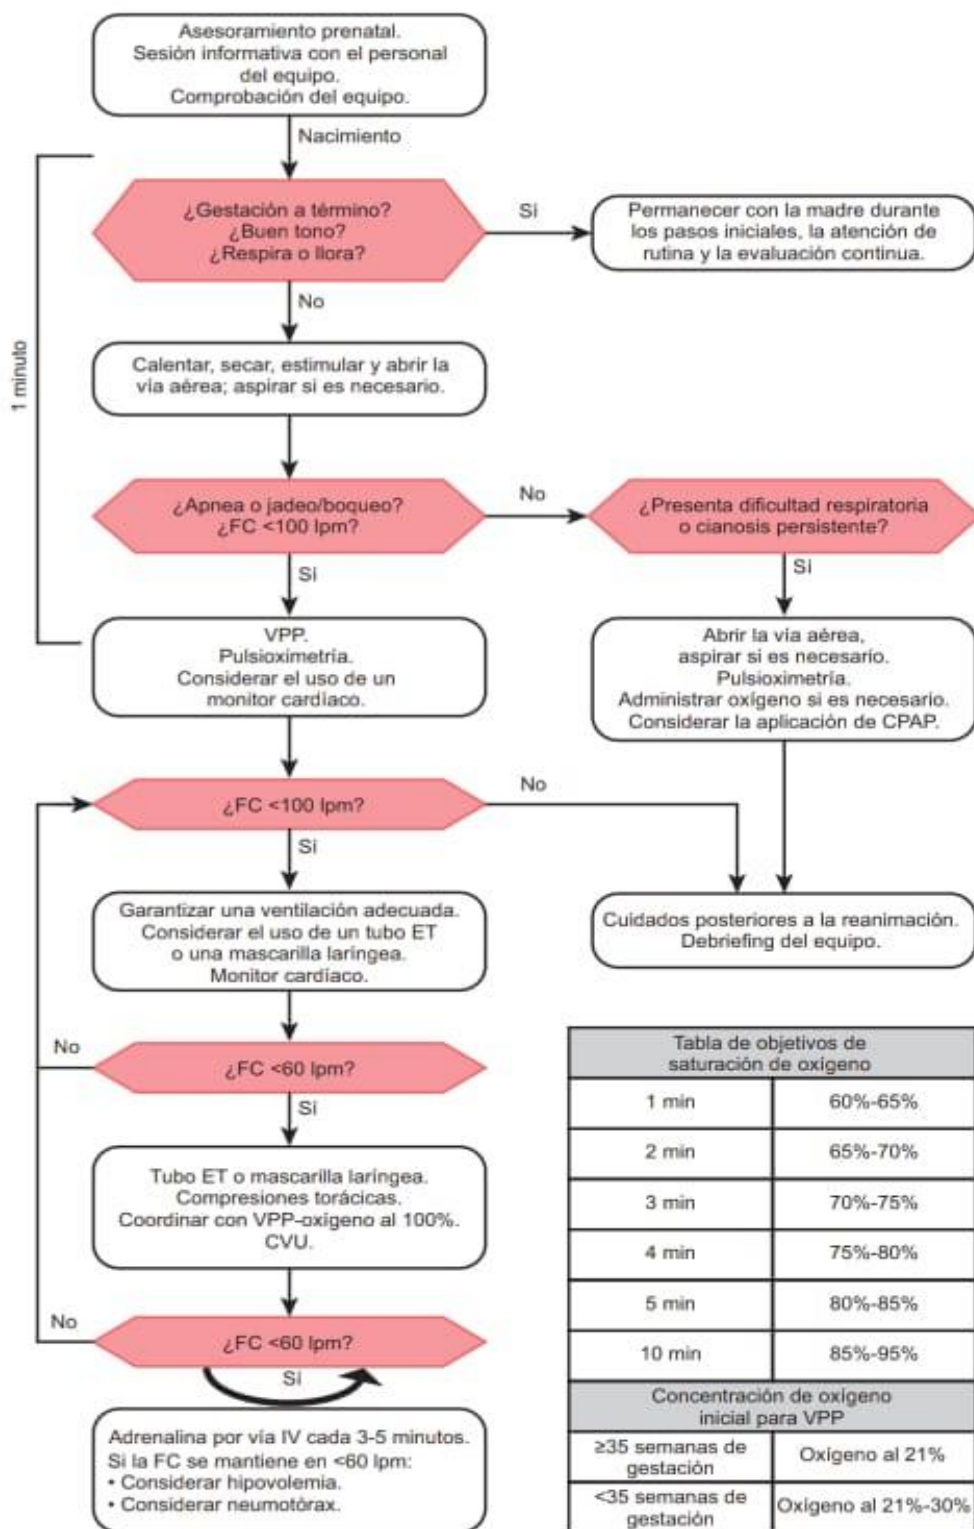 Asesoramiento prenatal.
Sesión informativa con el personal
del equipo.
Comprobación del equipo.
Nacimiento
1 minuto
¿Gestación a término?
¿Buen tono?
¿Respira o llora?
Sí
Permanecer con la madre durante
los pasos iniciales, la atención de
rutina y la evaluación continua.
No
Calentar, secar, estimular y abrir la
vía aérea; aspirar si es necesario.
¿Apnea o jadeo/boqueo?
¿FC <100 lpm?
No
¿Presenta dificultad respiratoria
o cianosis persistente?
Sí
Sí
VPP.
Pulsioximetría.
Considerar el uso de un
monitor cardíaco.
Abrir la vía aérea,
aspirar si es necesario.
Pulsioximetría.
Administrar oxígeno si es necesario.
Considerar la aplicación de CPAP.
¿FC <100 lpm?
No
Sí
Garantizar una ventilación adecuada.
Considerar el uso de un tubo ET
o una mascarilla laríngea.
Monitor cardíaco.
Cuidados posteriores a la reanimación.
Debriefing del equipo.
No
¿FC <60 lpm?
Sí
Tubo ET o mascarilla laríngea.
Compresiones torácicas.
Coordinar con VPP-oxígeno al 100%.
CVU.
No
¿FC <60 lpm?
Sí
Adrenalina por vía IV cada 3-5 minutos.
Si la FC se mantiene en <60 lpm:
• Considerar hipovolemia.
• Considerar neumotórax.
Tabla de objetivos de
saturación de oxígeno
1 min 60%-65%
2 min 65%-70%
3 min 70%-75%
4 min 75%-80%
5 min 80%-85%
10 min 85%-95%
Concentración de oxígeno
inicial para VPP
≥35 semanas de
gestación
Oxígeno al 21%
<35 semanas de
gestación
Oxígeno al 21%-30%